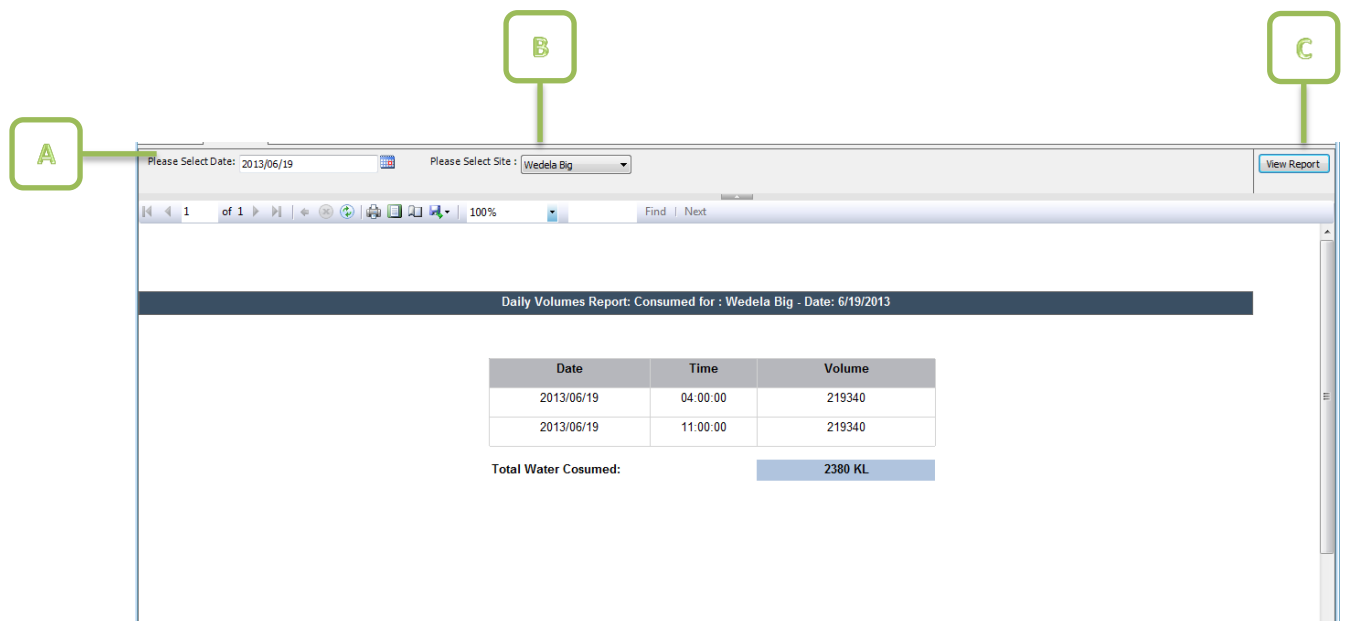 B
C
A
Please Select Date: 2013/06/19 Please Select Site : Wedela Big View Report
1 of 1 100% Find | Next
Daily Volumes Report: Consumed for : Wedela Big - Date: 6/19/2013
Date Time Volume
2013/06/19 04:00:00 219340
2013/06/19 11:00:00 219340
Total Water Cosumed: 2380 KL